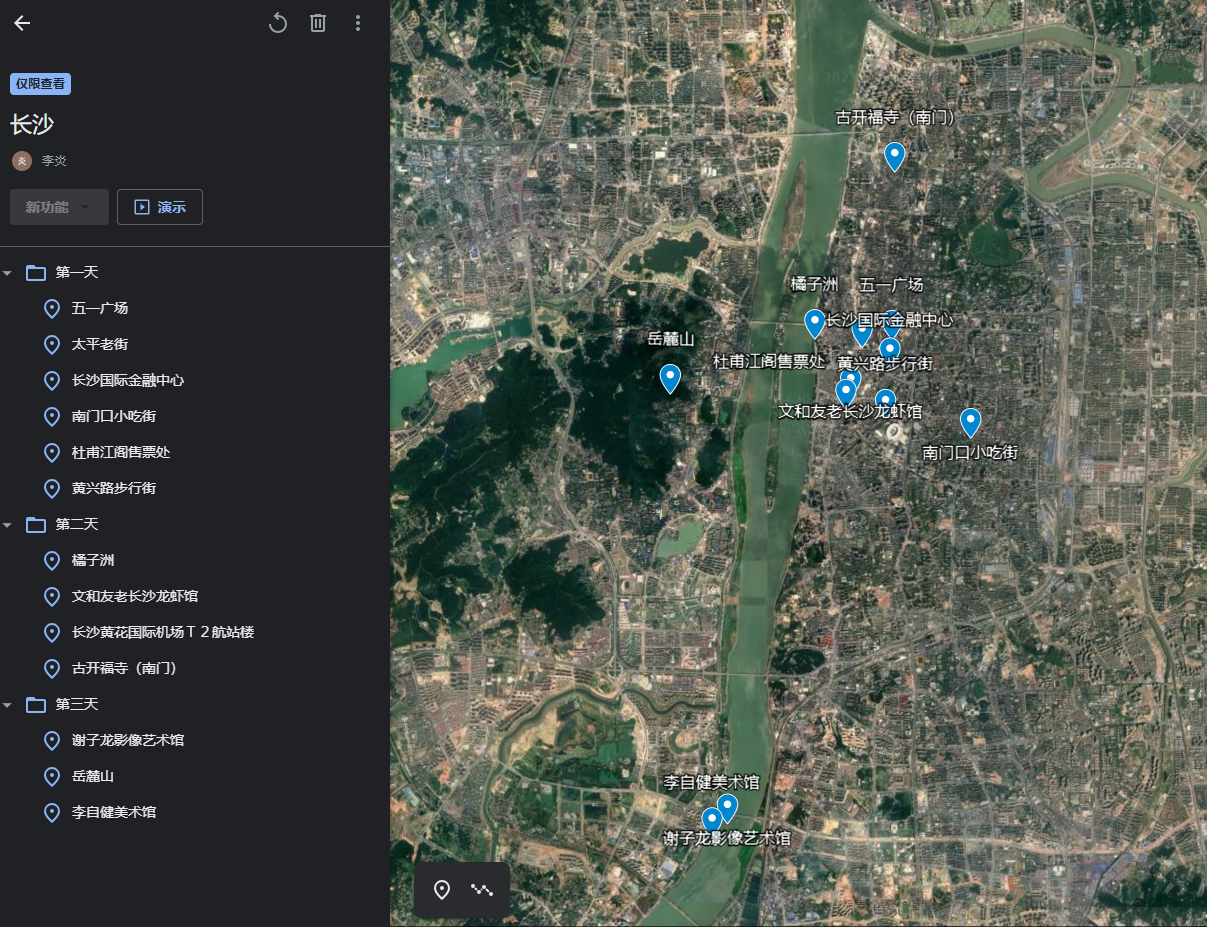 仅限查看
长沙
炎 李炎
新功能 演示
第一天
五一广场
太平老街
长沙国际金融中心
南门口小吃街
杜甫江阁售票处
黄兴路步行街
第二天
橘子洲
文和友老长沙龙虾馆
长沙黄花国际机场Ｔ２航站楼
古开福寺（南门）
第三天
谢子龙影像艺术馆
岳麓山
李自健美术馆
古开福寺（南门）
橘子洲 五一广场
长沙国际金融中心
岳麓山
杜甫江阁售票处 黄兴路步行街
文和友老长沙龙虾馆
南门口小吃街
李自健美术馆
谢子龙影像艺术馆